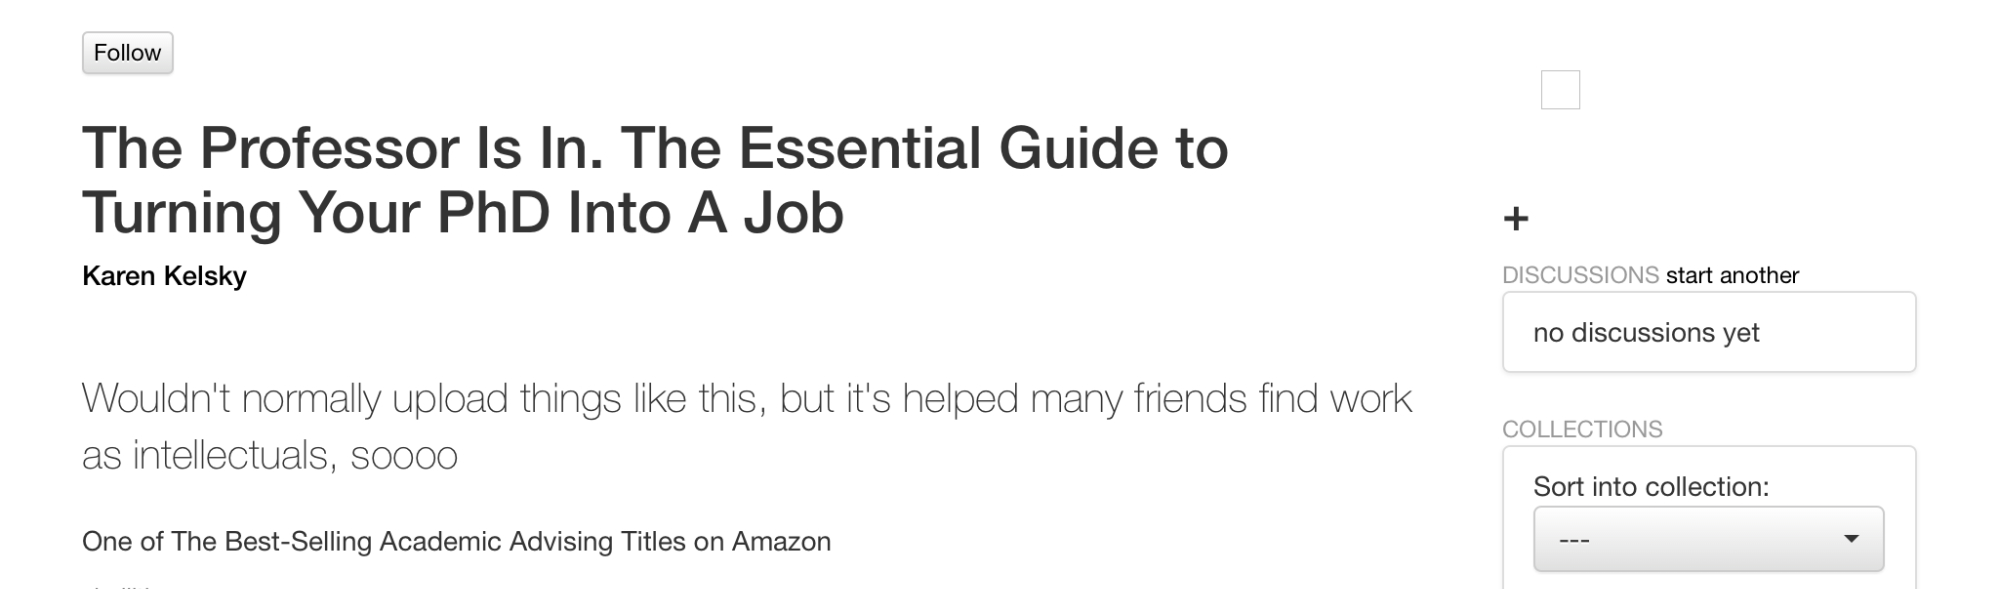 Follow
The Professor Is In. The Essential Guide to
Turning Your PhD Into A Job
Karen Kelsky
Wouldn't normally upload things like this, but it's helped many friends find work
as intellectuals, soooo
One of The Best-Selling Academic Advising Titles on Amazon
+
DISCUSSIONS start another
no discussions yet
COLLECTIONS
Sort into collection:
---